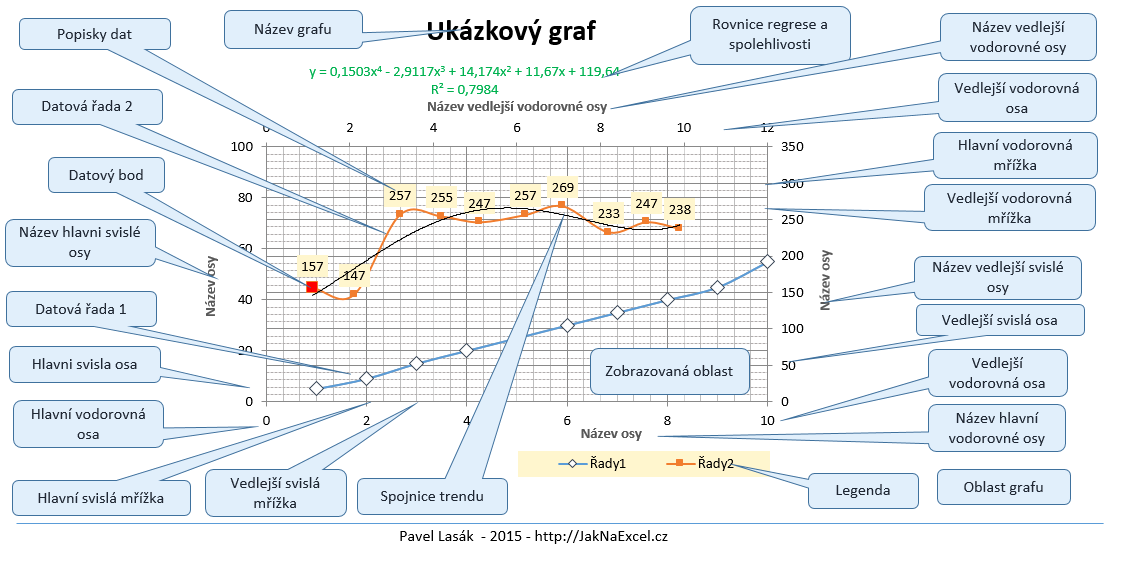 Popisky dat
Název grafu
Ukázkový graf
Rovnice regrese a
spolehlivosti
Název vedlejší
vodorovné osy
y = 0,1503x⁴ - 2,9117x³ + 14,174x² + 11,67x + 119,64
R² = 0,7984
Název vedlejší vodorovné osy
Datová řada 2
Vedlejší vodorovná
osa
0 2 4 6 8 10 12
Datový bod
Hlavní vodorovná
mřížka
Vedlejší vodorovná
mřížka
Název hlavni svislé
osy
100
80
60
40
20
0
350
300
250
200
150
100
50
0
157
147
257
255
247
257
269
233
247
238
Název osy
Název osy
Název vedlejší svislé
osy
Datová řada 1
Vedlejší svislá osa
Hlavni svisla osa
Zobrazovaná oblast
Vedlejší
vodorovná osa
Hlavní vodorovná
osa
0 2 4 6 8 10
Název osy
Název hlavní
vodorovné osy
Řady1 Řady2
Hlavní svislá mřížka
Vedlejší svislá
mřížka
Spojnice trendu
Legenda
Oblast grafu
Pavel Lasák - 2015 - http://JakNaExcel.cz